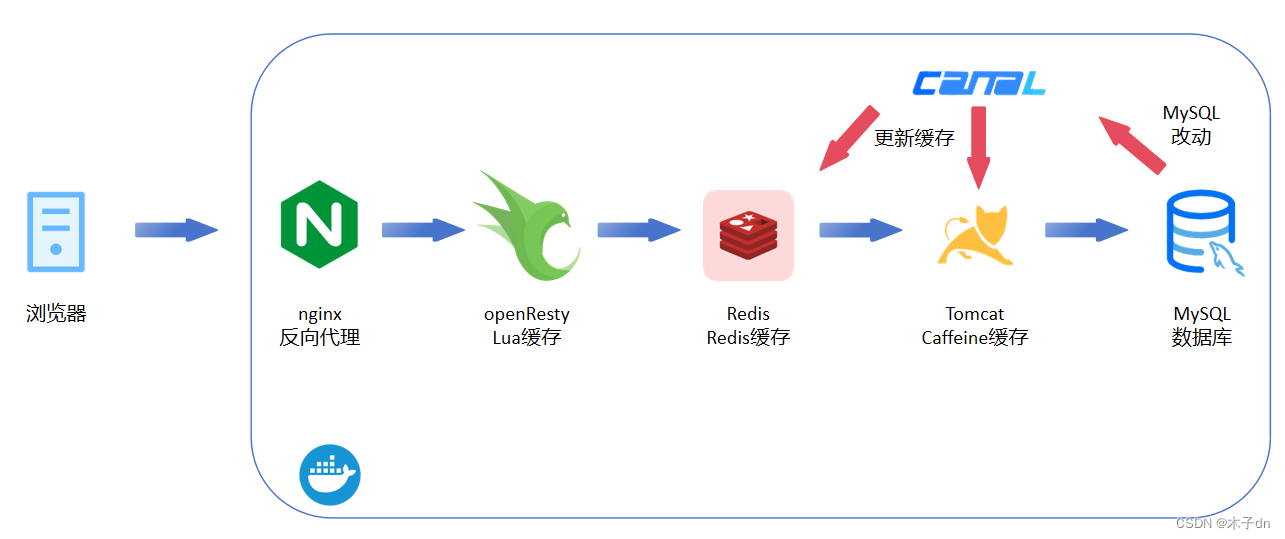 canal
更新缓存
MySQL
改动
浏览器
nginx
反向代理
openResty
Lua缓存
Redis
Redis缓存
Tomcat
Caffeine缓存
MySQL
数据库
CSDN @木子dn